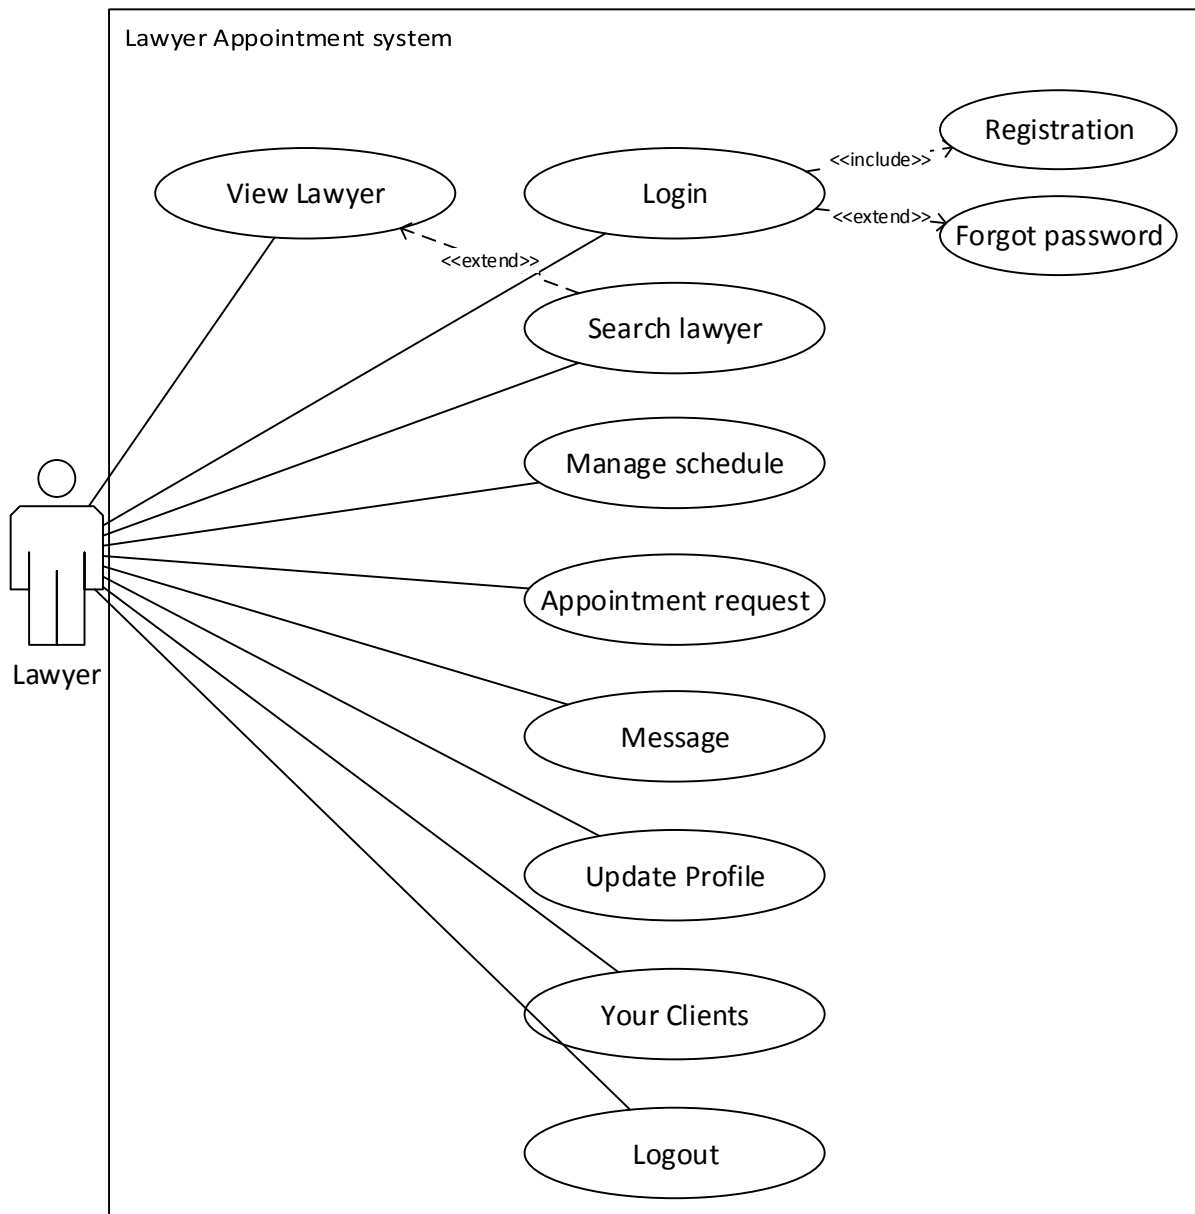 Lawyer Appointment system
Registration
<<include>>
View Lawyer
Login
<<extend>>
Forgot password
<<extend>>
Search lawyer
Manage schedule
Appointment request
Lawyer
Message
Update Profile
Your Clients
Logout